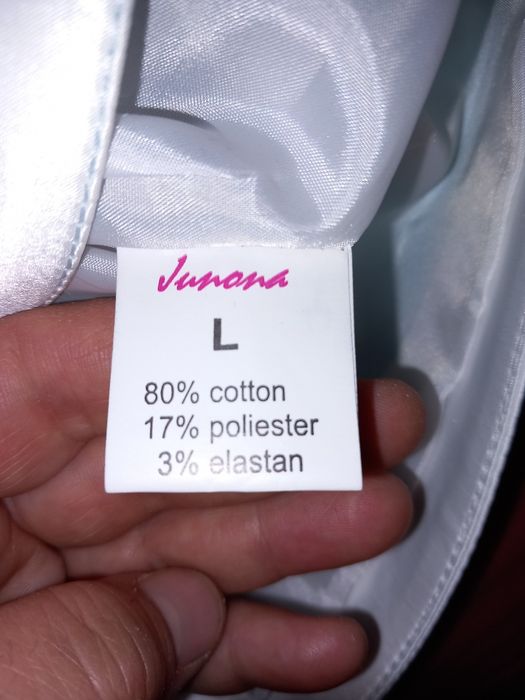 Junona
L
80% cotton
17% poliester
3% elastan